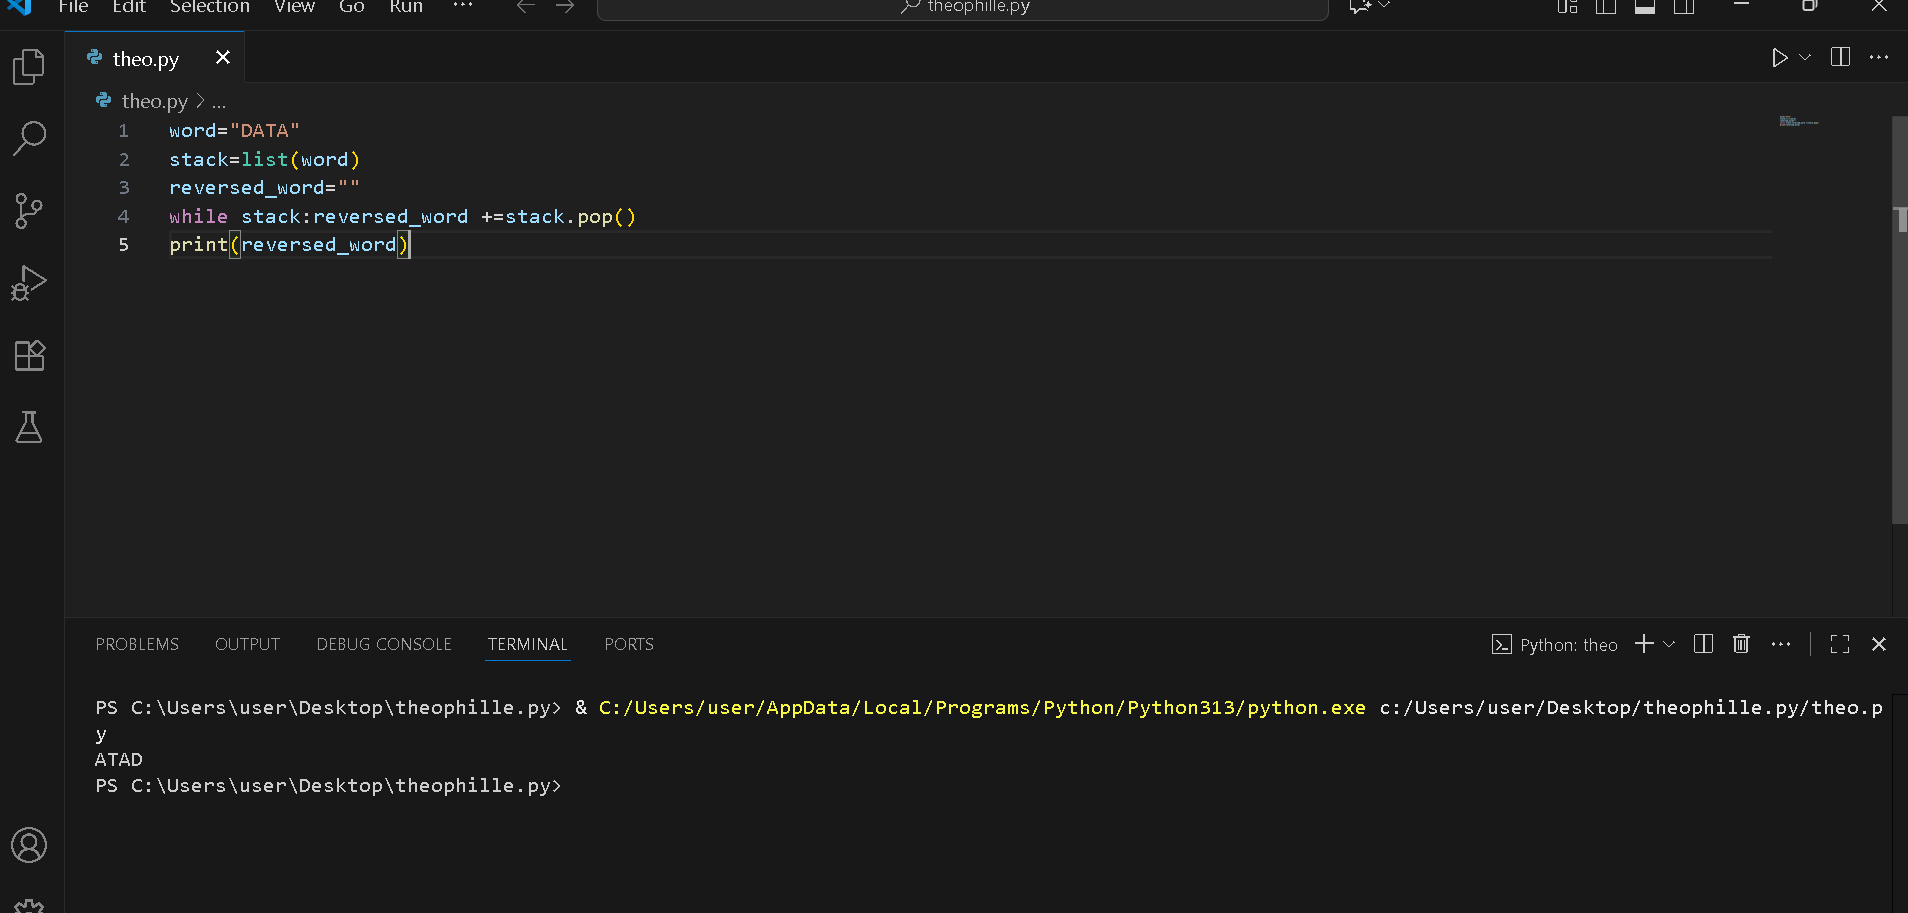 File Edit Selection View Go Run ··· theophille.py
theo.py
theo.py > ...
1 word="DATA"
2 stack=list(word)
3 reversed_word=""
4 while stack:reversed_word +=stack.pop()
5 print(reversed_word)
PROBLEMS OUTPUT DEBUG CONSOLE TERMINAL PORTS Python: theo
PS C:\Users\user\Desktop\theophille.py> & C:/Users/user/AppData/Local/Programs/Python/Python313/python.exe c:/Users/user/Desktop/theophille.py/theo.p
y
ATAD
PS C:\Users\user\Desktop\theophille.py>